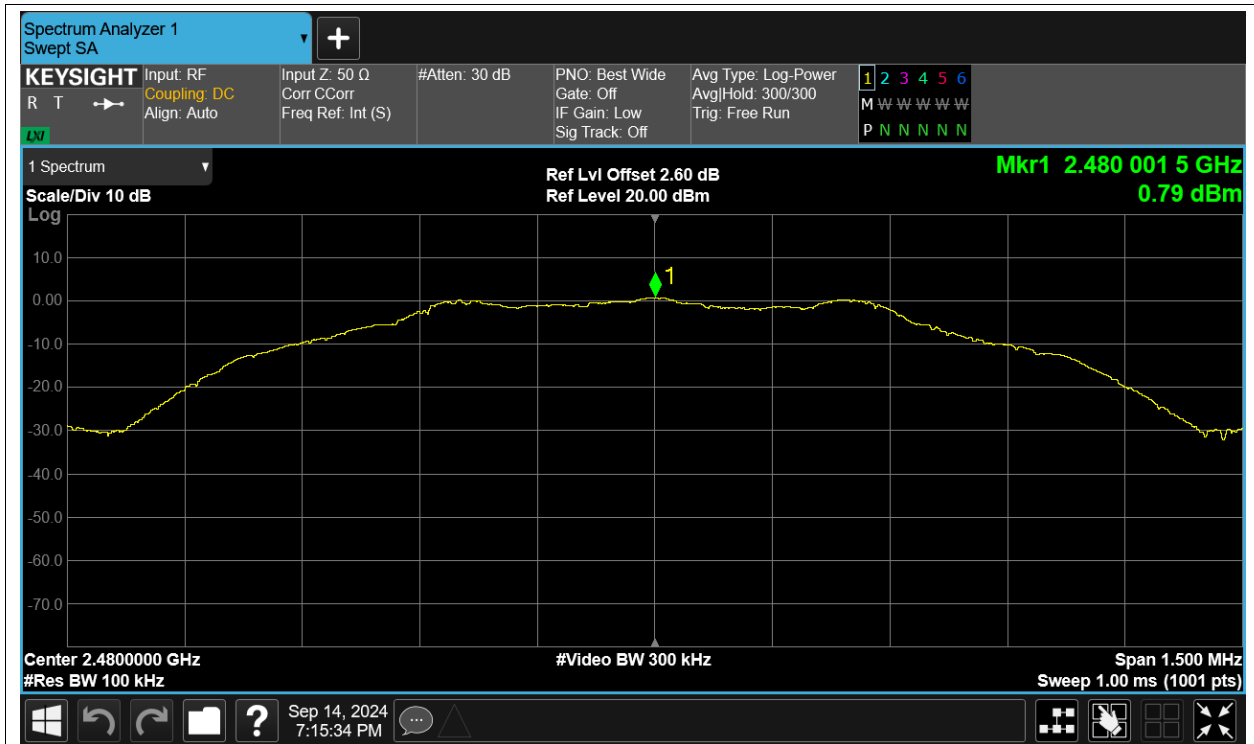 Spectrum Analyzer 1
Swept SA
KEYSIGHT
R T
LXI
Input: RF
Coupling: DC
Align: Auto
Input Z: 50 Ω
Corr CCorr
Freq Ref: Int (S)
#Atten: 30 dB
PNO: Best Wide
Gate: Off
IF Gain: Low
Sig Track: Off
Avg Type: Log-Power
Avg|Hold: 300/300
Trig: Free Run
1 2 3 4 5 6
M W W W W W
P N N N N N
1 Spectrum
Scale/Div 10 dB
Log
Ref Lvl Offset 2.60 dB
Ref Level 20.00 dBm
Mkr1 2.480 001 5 GHz
0.79 dBm
1
10.0
0.00
-10.0
-20.0
-30.0
-40.0
-50.0
-60.0
-70.0
Center 2.4800000 GHz
#Res BW 100 kHz
#Video BW 300 kHz
Span 1.500 MHz
Sweep 1.00 ms (1001 pts)
?
Sep 14, 2024
7:15:34 PM